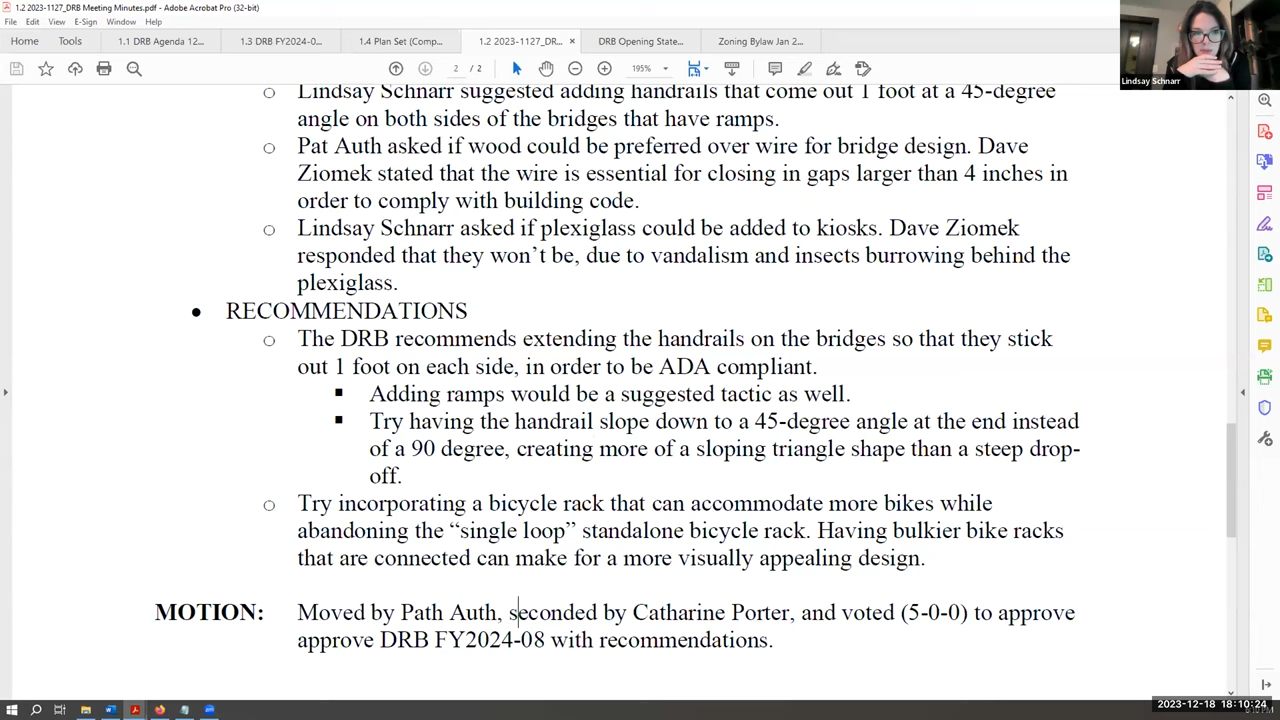 1.2 2023-1127_DRB Meeting Minutes.pdf - Adobe Acrobat Pro (32-bit)
File Edit View E-Sign Window Help
Home Tools 1.1 DRB Agenda 12... 1.3 DRB FY2024-0... 1.4 Plan Set (Comp... 1.2 2023-1127_DR... × DRB Opening State... Zoning Bylaw Jan 2...
2 / 2 195%
Lindsay Schnarr
Lindsay Schnarr suggested adding handrails that come out 1 foot at a 45-degree
angle on both sides of the bridges that have ramps.
Pat Auth asked if wood could be preferred over wire for bridge design. Dave
Ziomek stated that the wire is essential for closing in gaps larger than 4 inches in
order to comply with building code.
Lindsay Schnarr asked if plexiglass could be added to kiosks. Dave Ziomek
responded that they won't be, due to vandalism and insects burrowing behind the
plexiglass.
RECOMMENDATIONS
The DRB recommends extending the handrails on the bridges so that they stick
out 1 foot on each side, in order to be ADA compliant.
Adding ramps would be a suggested tactic as well.
Try having the handrail slope down to a 45-degree angle at the end instead
of a 90 degree, creating more of a sloping triangle shape than a steep drop-
off.
Try incorporating a bicycle rack that can accommodate more bikes while
abandoning the “single loop” standalone bicycle rack. Having bulkier bike racks
that are connected can make for a more visually appealing design.
MOTION: Moved by Path Auth, seconded by Catharine Porter, and voted (5-0-0) to approve
approve DRB FY2024-08 with recommendations.
2023-12-18 18:10:24